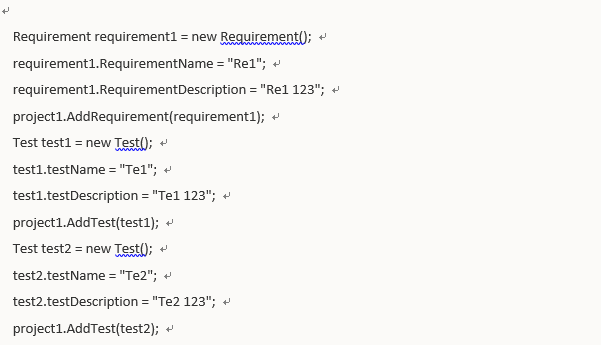 Requirement requirement1 = new Requirement();
requirement1.RequirementName = "Re1";
requirement1.RequirementDescription = "Re1 123";
project1.AddRequirement(requirement1);
Test test1 = new Test();
test1.testName = "Te1";
test1.testDescription = "Te1 123";
project1.AddTest(test1);
Test test2 = new Test();
test2.testName = "Te2";
test2.testDescription = "Te2 123";
project1.AddTest(test2);